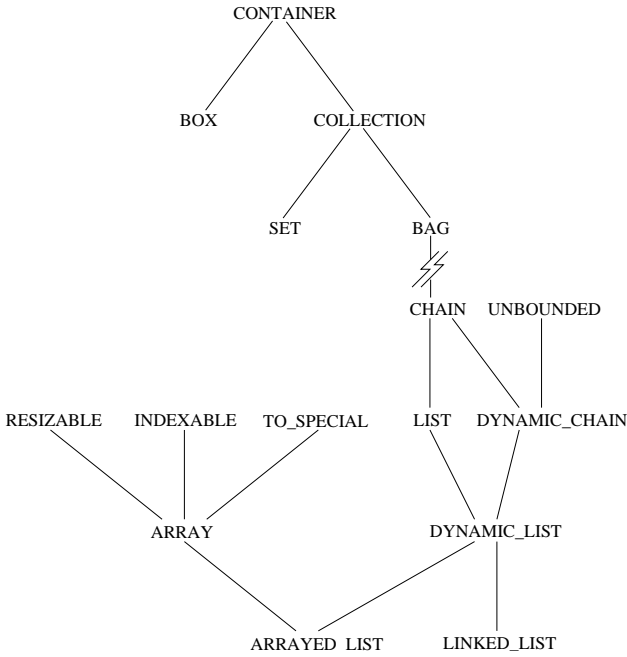 CONTAINER
BOX COLLECTION
SET BAG
CHAIN UNBOUNDED
RESIZABLE INDEXABLE TO_SPECIAL LIST DYNAMIC_CHAIN
ARRAY DYNAMIC_LIST
ARRAYED_LIST LINKED_LIST